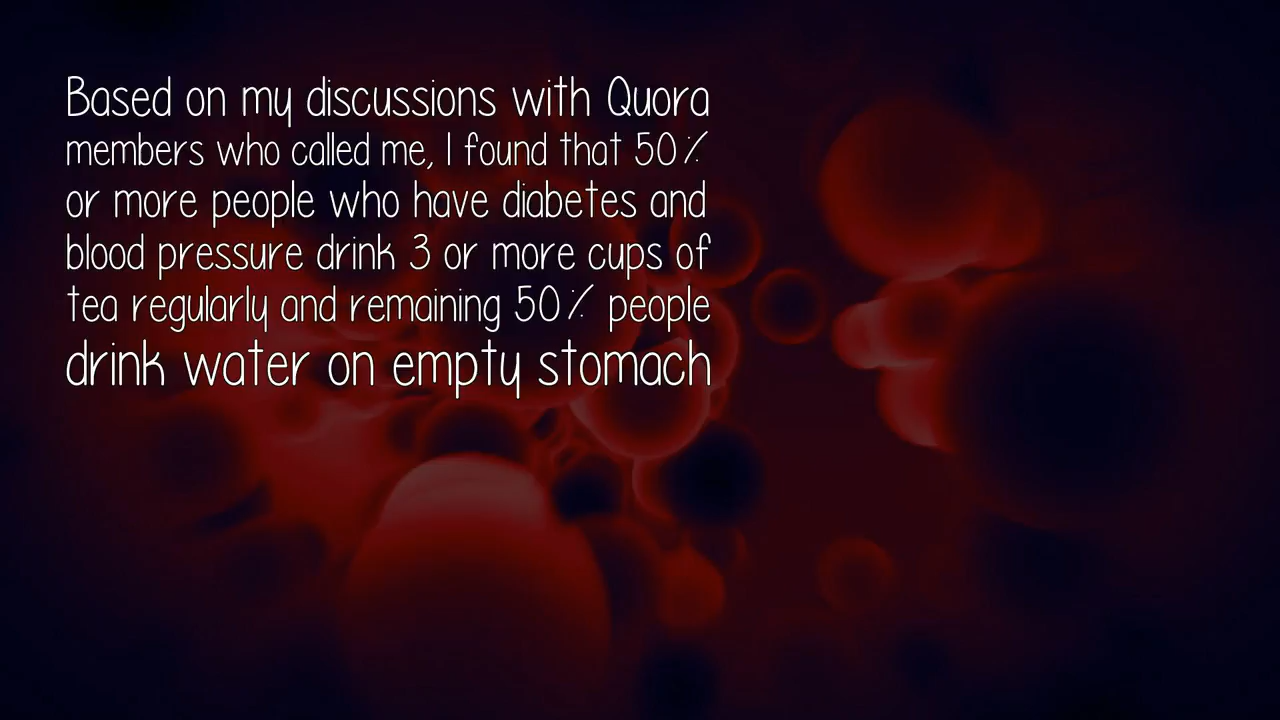 Based on my discussions with Quora
members who called me, I found that 50%
or more people who have diabetes and
blood pressure drink 3 or more cups of
tea regularly and remaining 50% people
drink water on empty stomach